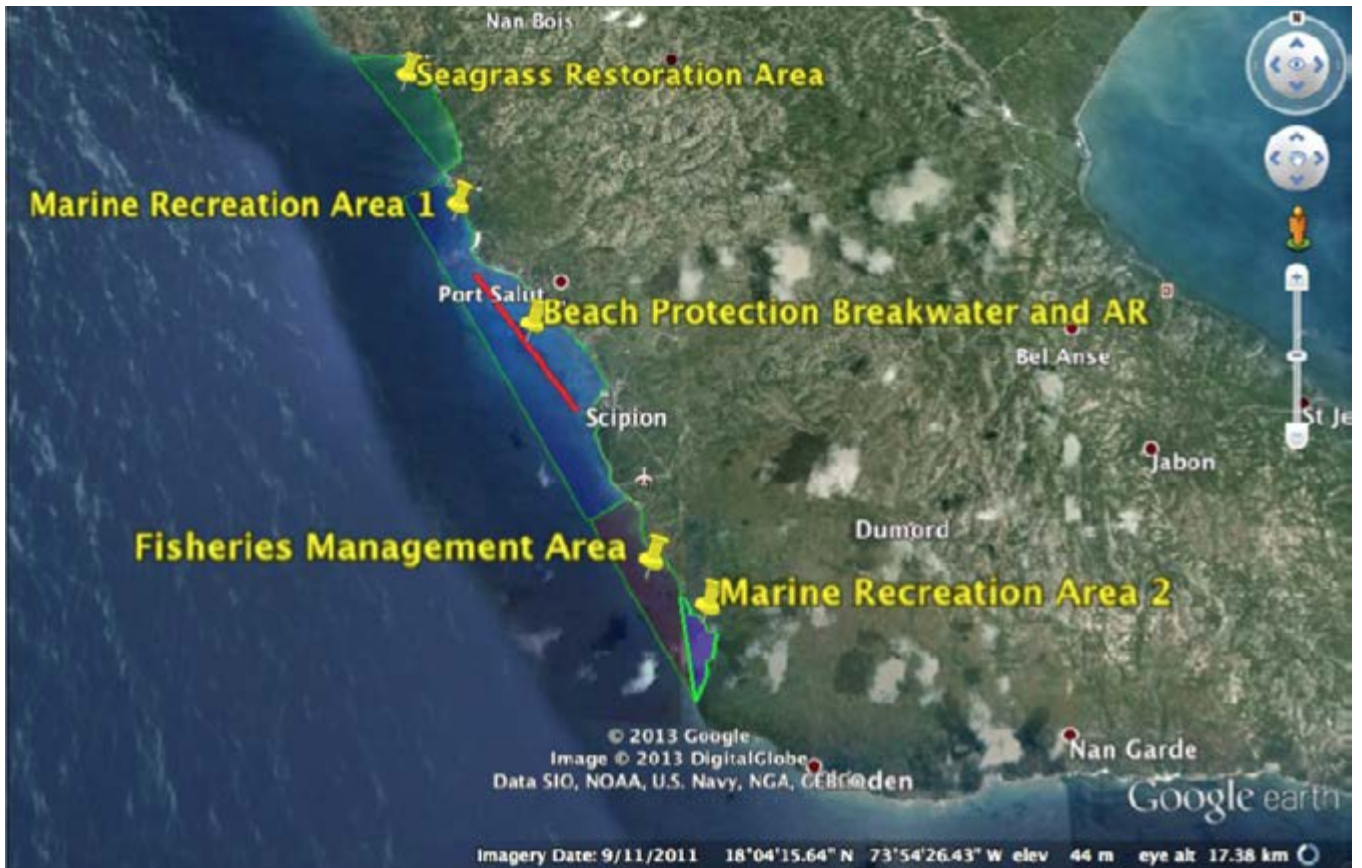 Nan Bois
N
Seagrass Restoration Area
Marine Recreation Area 1
Port Salut
Beach Protection Breakwater and AR
Bel Anse
Scipion
St Je
Jabon
Dumord
Fisheries Management Area
Marine Recreation Area 2
© 2013 Google
Image © 2013 DigitalGlobe
Data SIO, NOAA, U.S. Navy, NGA, GEBCO
Nan Garde
Google earth
Imagery Date: 9/11/2011 18°04'15.64" N 73°54'26.43" W elev 44 m eye alt 17.38 km